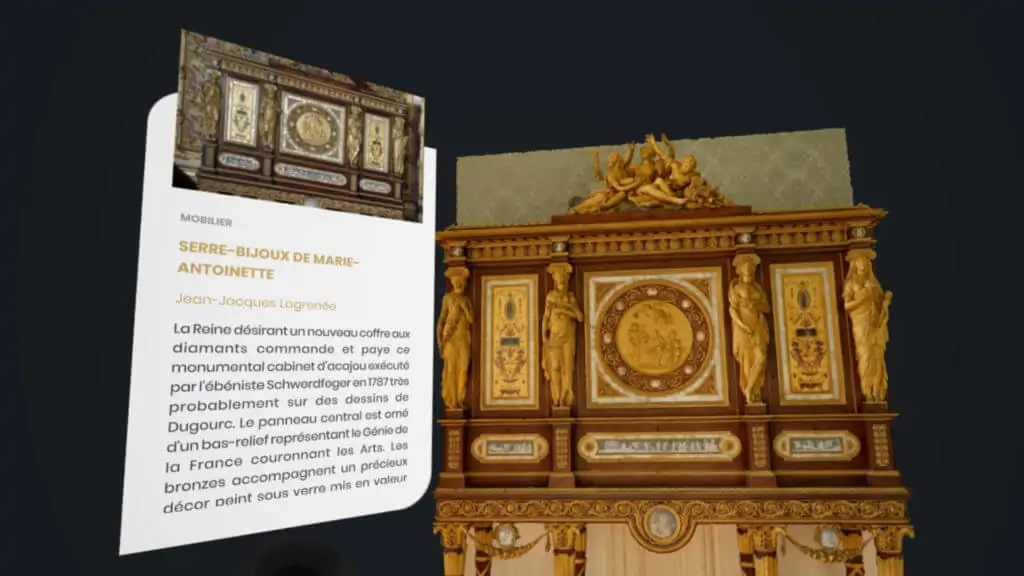 MOBILIER
SERRE-BIJOUX DE MARIE-
ANTOINETTE
Jean-Jacques Lagrenée
La Reine désirant un nouveau coffre aux
diamants commande et paye ce
monumental cabinet d'acajou exécuté
par l'ébéniste Schwerdfeger en 1787 très
probablement sur des dessins de
Dugourc. Le panneau central est orné
d'un bas-relief représentant le Génie de
la France couronnant les Arts. Les
bronzes accompagnent un précieux
décor peint sous verre mis en valeur